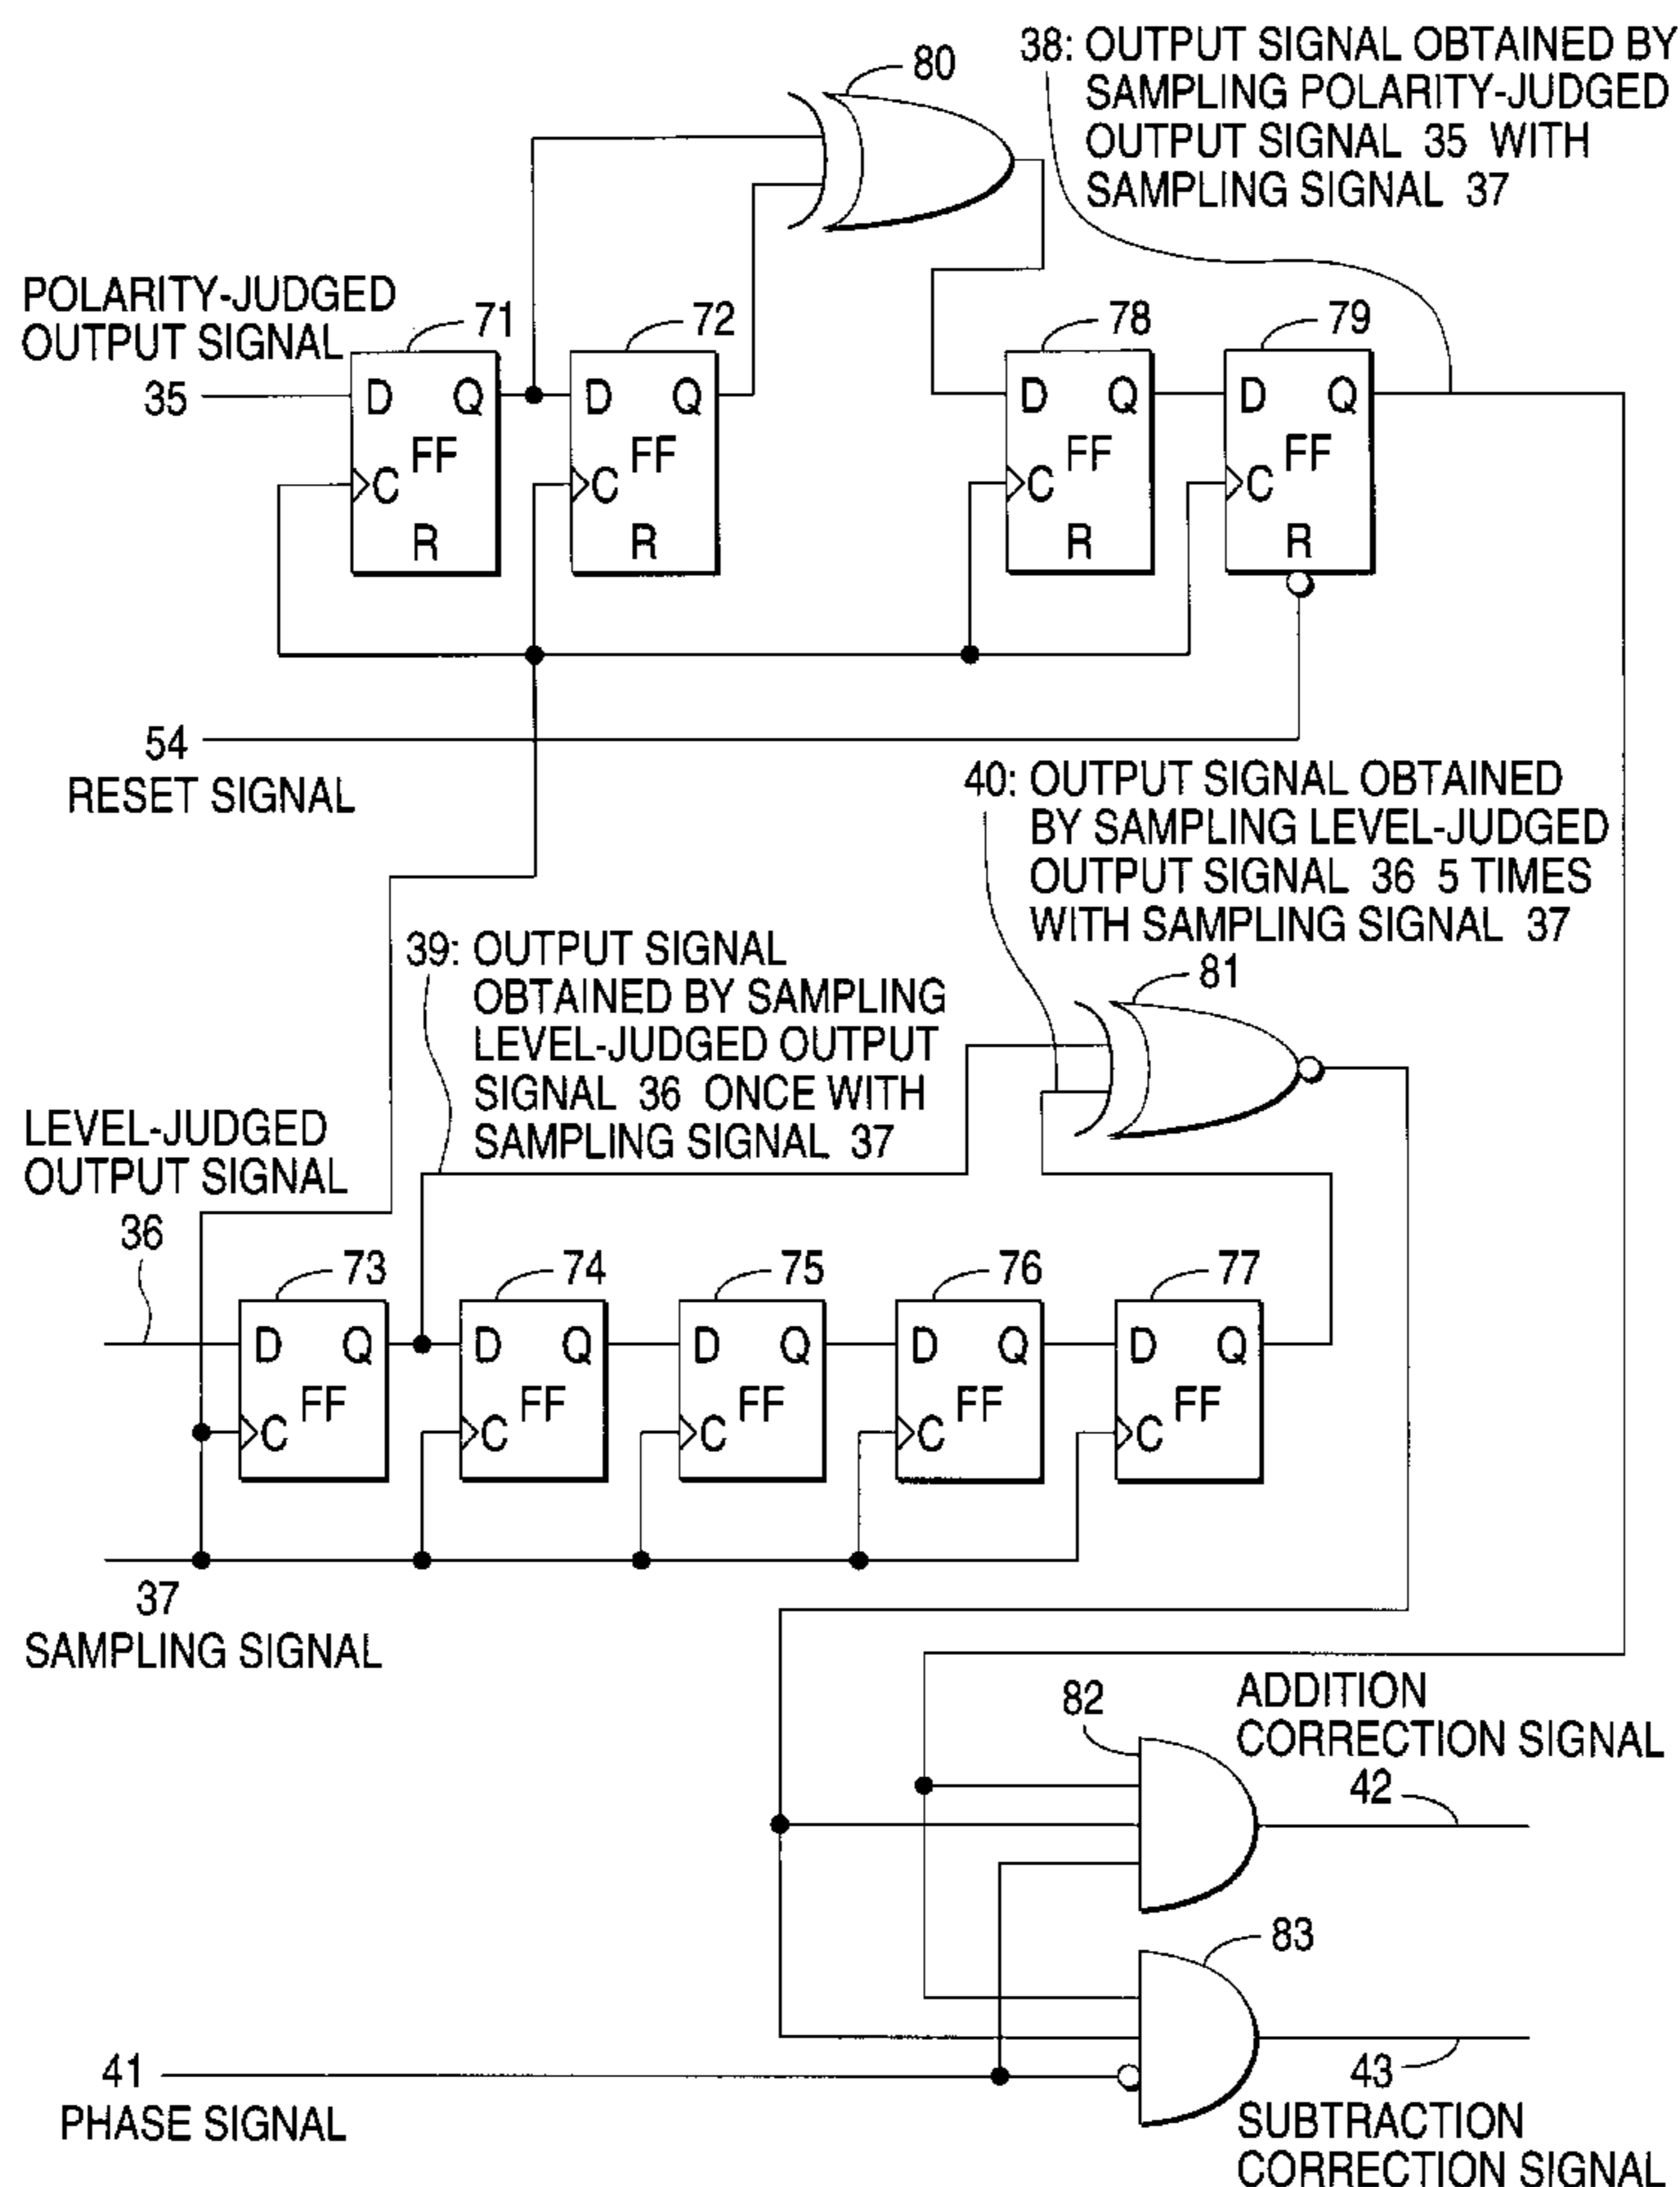 80
38: OUTPUT SIGNAL OBTAINED BY
SAMPLING POLARITY-JUDGED
OUTPUT SIGNAL 35 WITH
SAMPLING SIGNAL 37
POLARITY-JUDGED
OUTPUT SIGNAL
35
71
72
78
79
D Q
FF
C
R
D Q
FF
C
R
D Q
FF
C
R
D Q
FF
C
R
54
RESET SIGNAL
40: OUTPUT SIGNAL OBTAINED
BY SAMPLING LEVEL-JUDGED
OUTPUT SIGNAL 36 5 TIMES
WITH SAMPLING SIGNAL 37
39: OUTPUT SIGNAL
OBTAINED BY SAMPLING
LEVEL-JUDGED OUTPUT
SIGNAL 36 ONCE WITH
SAMPLING SIGNAL 37
81
LEVEL-JUDGED
OUTPUT SIGNAL
36
73
74
75
76
77
D Q
FF
C
D Q
FF
C
D Q
FF
C
D Q
FF
C
D Q
FF
C
37
SAMPLING SIGNAL
82
ADDITION
CORRECTION SIGNAL
42
83
41
PHASE SIGNAL
43
SUBTRACTION
CORRECTION SIGNAL